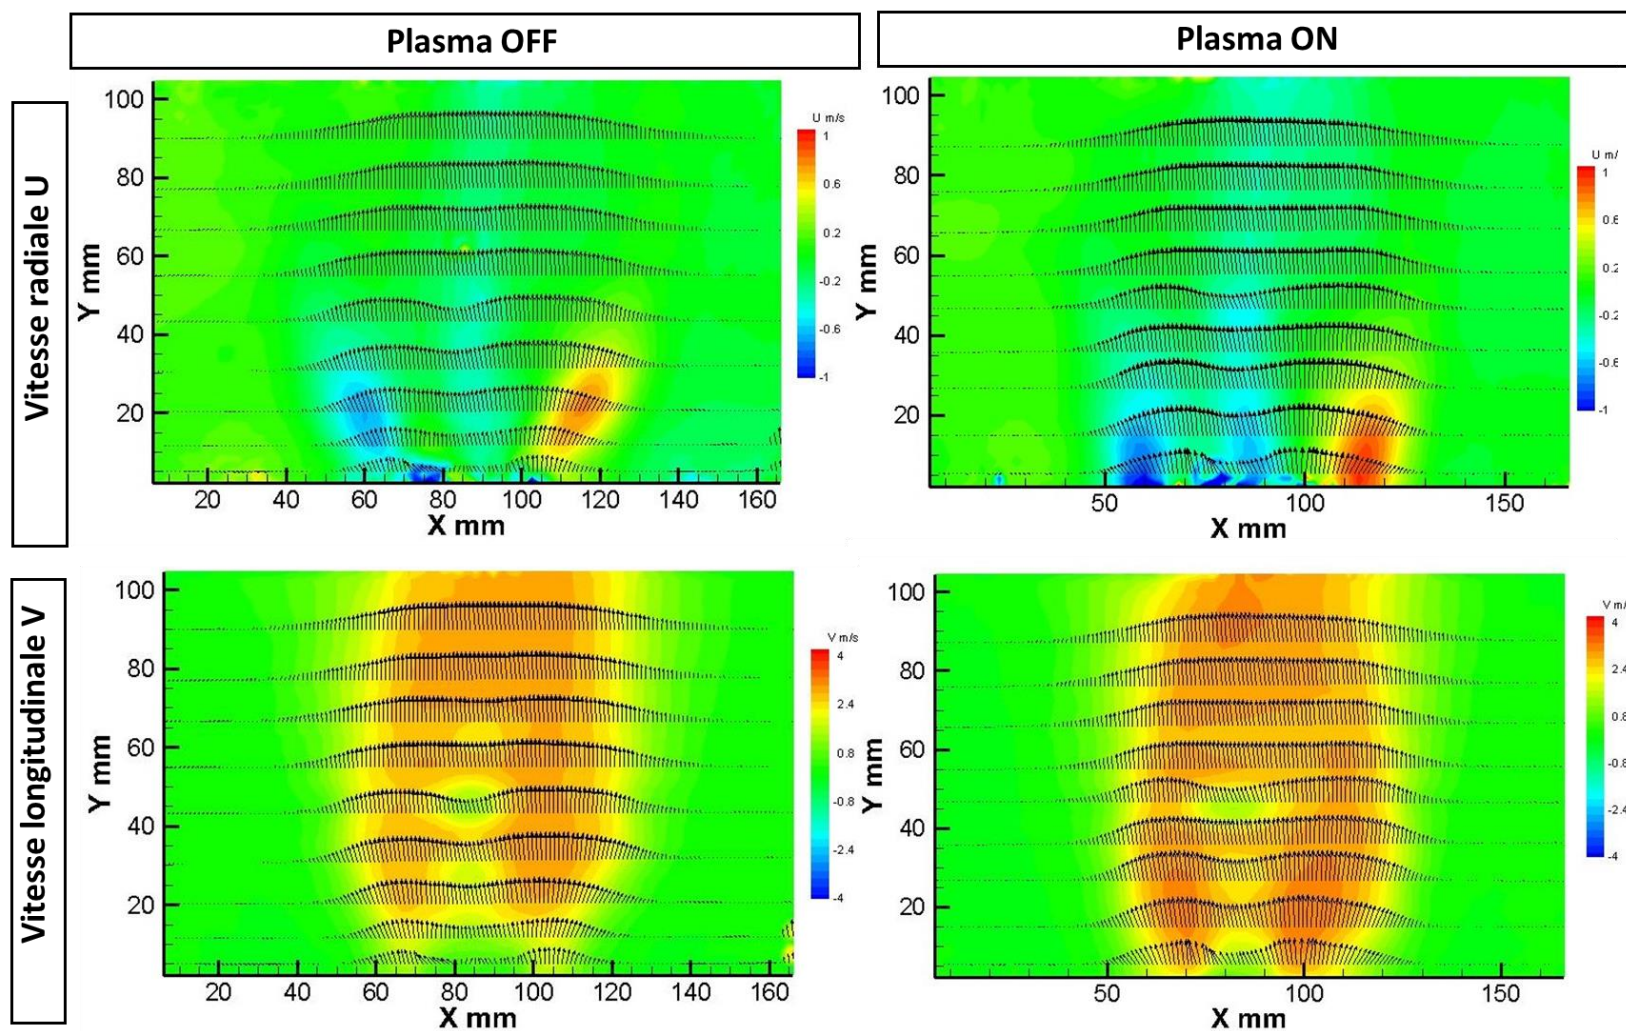 Plasma OFF
Plasma ON
Vitesse radiale U
100
80
60
40
20
Y mm
20 40 60 80 100 120 140 160
X mm
U m/s
1
0.6
0.2
-0.2
-0.6
-1
100
80
60
40
20
Y mm
50 100 150
X mm
U m/
1
0.6
0.2
-0.2
-0.6
-1
Vitesse longitudinale V
100
80
60
40
20
Y mm
20 40 60 80 100 120 140 160
X mm
V m/s
4
2.4
0.8
-0.8
-2.4
-4
100
80
60
40
20
Y mm
50 100 150
X mm
V m/
4
2.4
0.8
-0.8
-2.4
-4